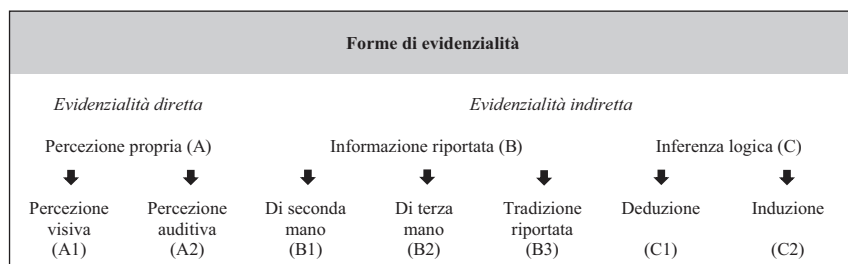 Forme di evidenzialità
Evidenzialità diretta Evidenzialità indiretta
Percezione propria (A) Informazione riportata (B) Inferenza logica (C)
Percezione Percezione Di seconda Di terza Tradizione Deduzione Induzione
visiva auditiva mano mano riportata
(A1) (A2) (B1) (B2) (B3) (C1) (C2)